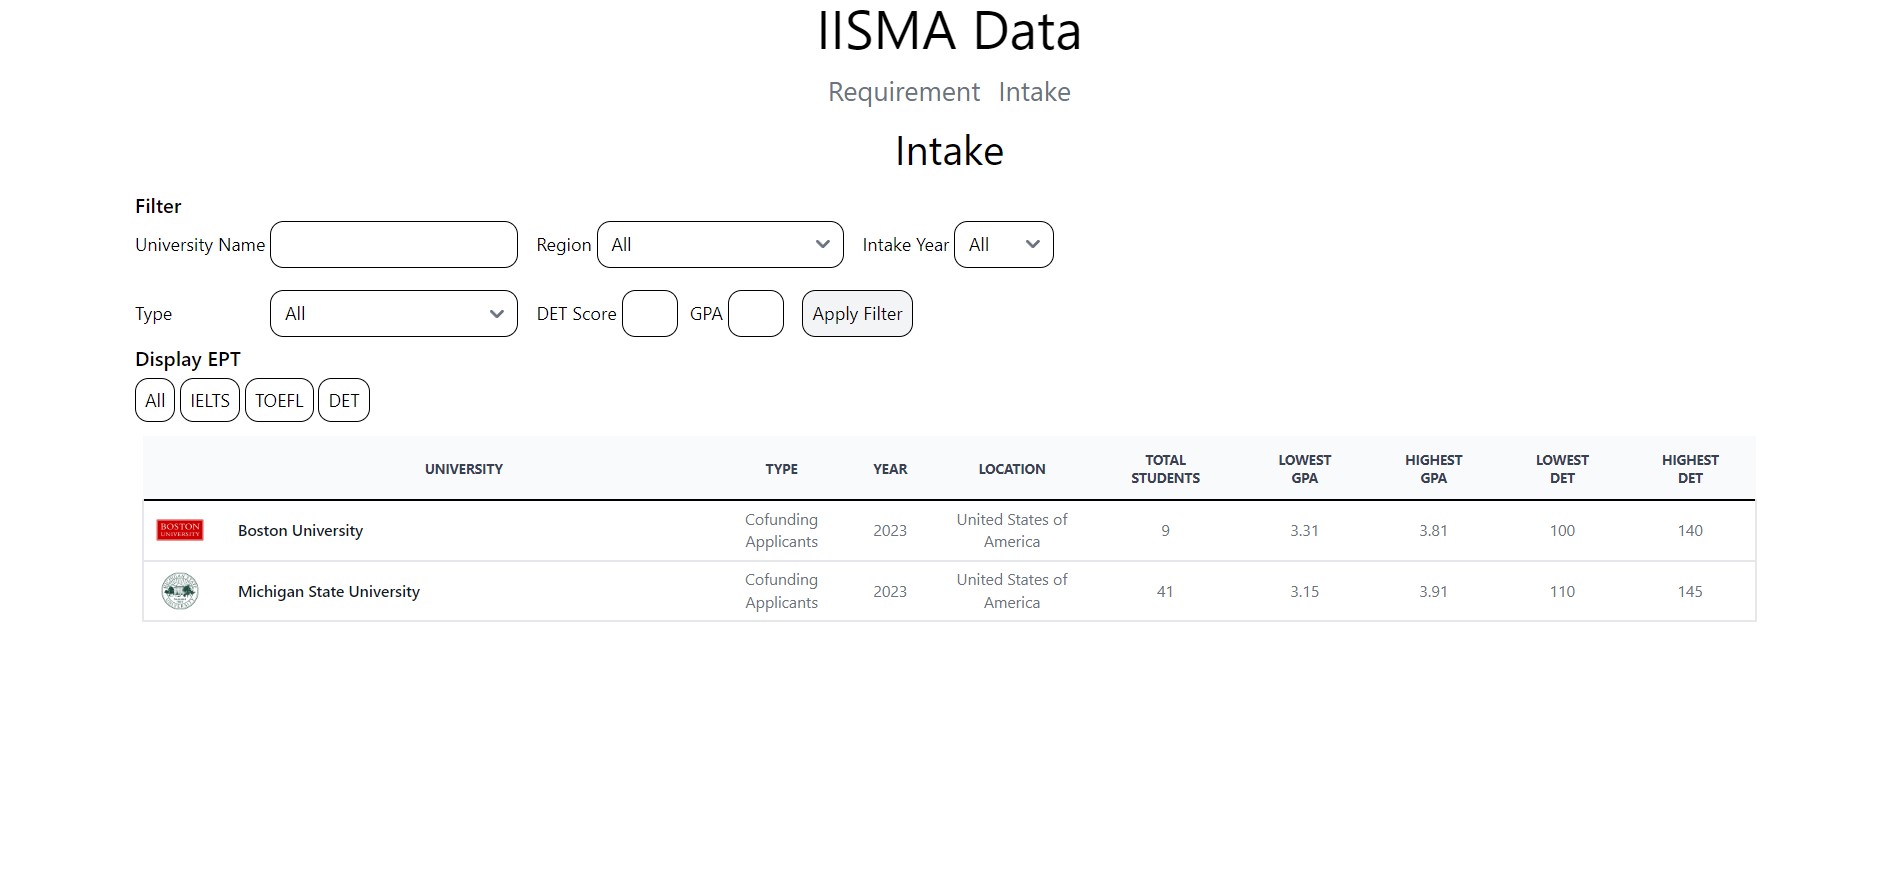 IISMA Data
Requirement Intake
Intake
Filter
University Name Region All Intake Year All
Type All DET Score GPA Apply Filter
Display EPT
All IELTS TOEFL DET
UNIVERSITY TYPE YEAR LOCATION TOTAL STUDENTS LOWEST GPA HIGHEST GPA LOWEST DET HIGHEST DET
BOSTON UNIVERSITY Boston University Cofunding Applicants 2023 United States of America 9 3.31 3.81 100 140
Michigan State University Cofunding Applicants 2023 United States of America 41 3.15 3.91 110 145